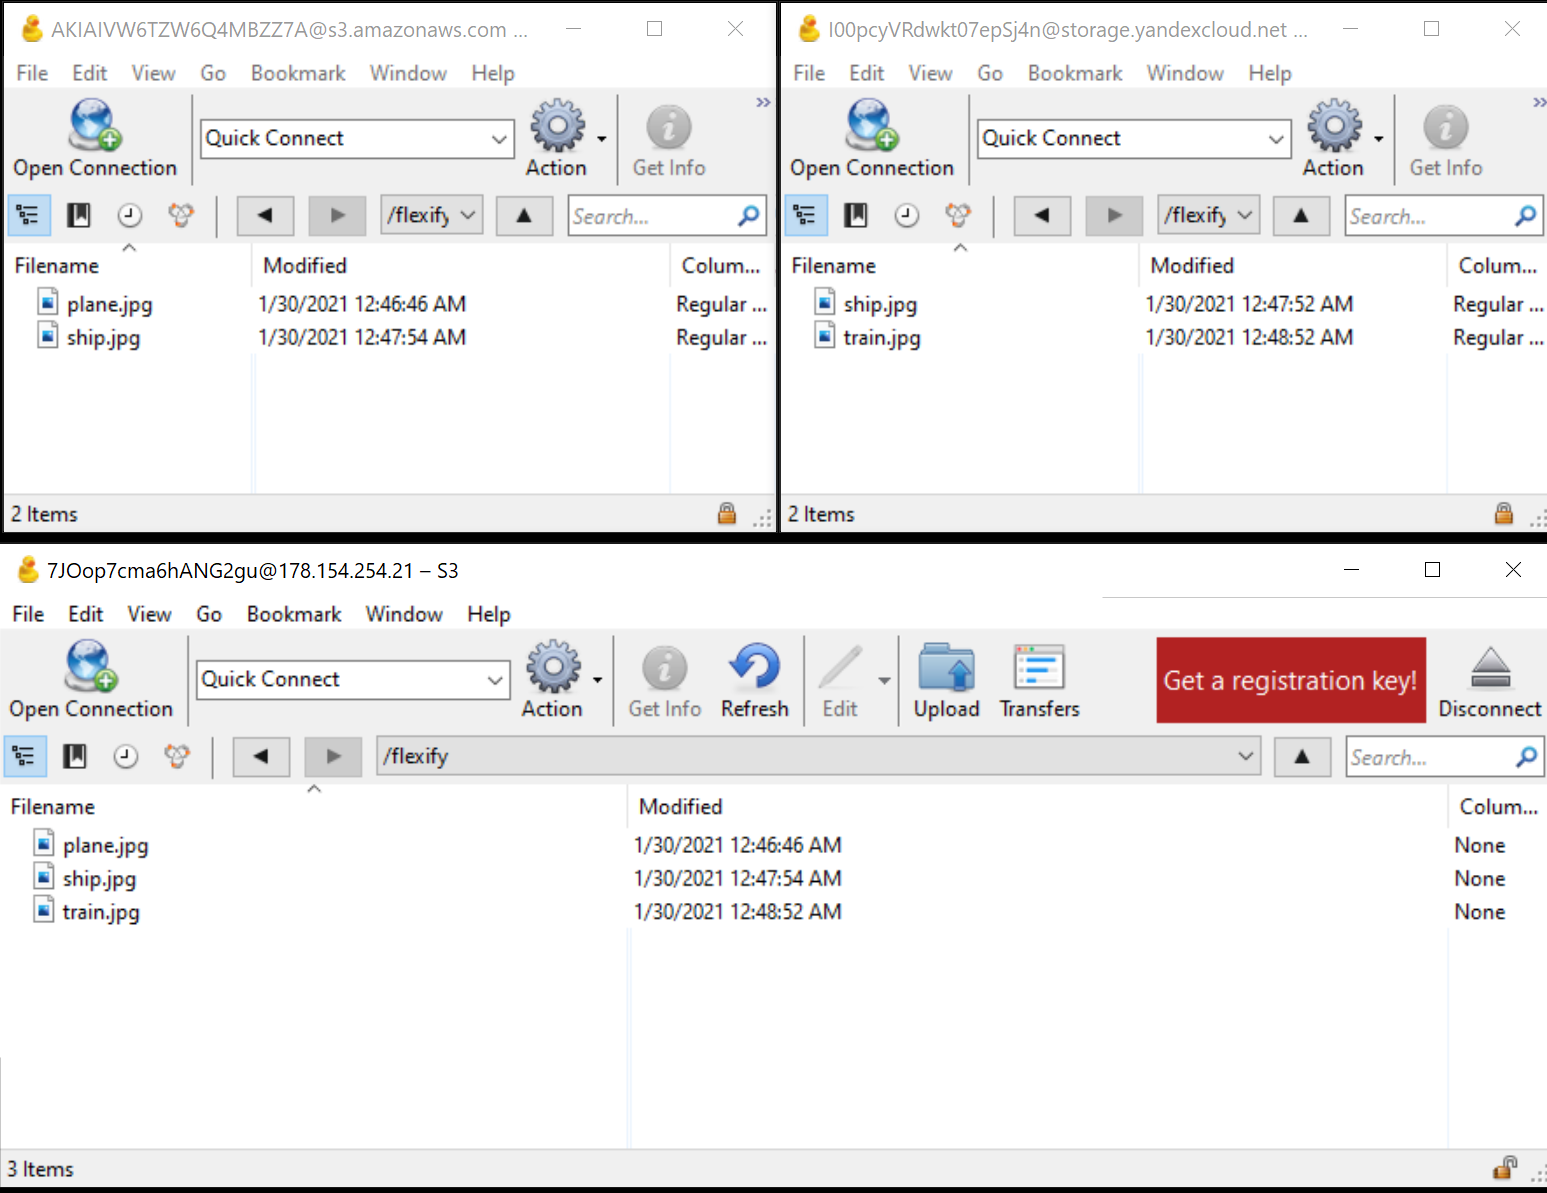 AKIAIVW6TZW6Q4MBZZ7A@s3.amazonaws.com ...
File Edit View Go Bookmark Window Help
Open Connection
Quick Connect
Action
Get Info
»
/flexify
Search...
Filename Modified Colum...
plane.jpg 1/30/2021 12:46:46 AM Regular ...
ship.jpg 1/30/2021 12:47:54 AM Regular ...
2 Items
I00pcyVRdwkt07epSj4n@storage.yandexcloud.net ...
File Edit View Go Bookmark Window Help
Open Connection
Quick Connect
Action
Get Info
»
/flexify
Search...
Filename Modified Colum...
ship.jpg 1/30/2021 12:47:52 AM Regular ...
train.jpg 1/30/2021 12:48:52 AM Regular ...
2 Items
7JOop7cma6hANG2gu@178.154.254.21 – S3
File Edit View Go Bookmark Window Help
Open Connection
Quick Connect
Action
Get Info
Refresh
Edit
Upload
Transfers
Get a registration key!
Disconnect
/flexify
Search...
Filename Modified Colum...
plane.jpg 1/30/2021 12:46:46 AM None
ship.jpg 1/30/2021 12:47:54 AM None
train.jpg 1/30/2021 12:48:52 AM None
3 Items